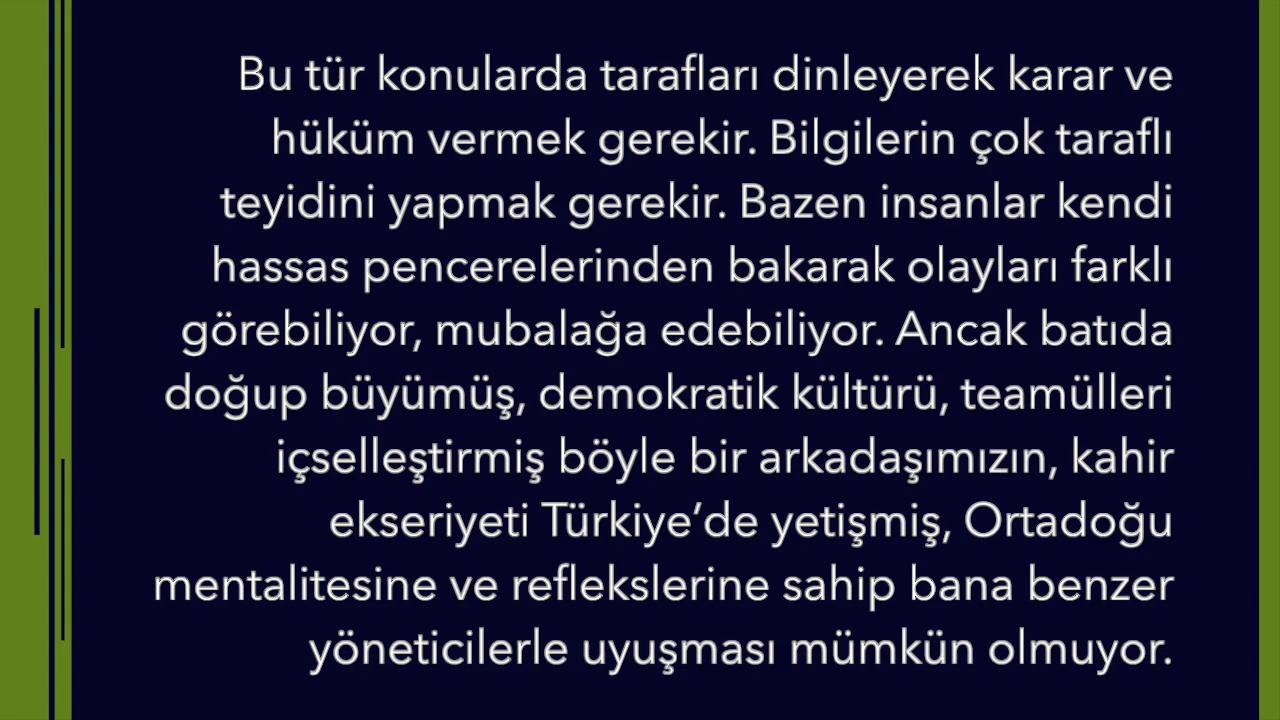 Bu tür konularda tarafları dinleyerek karar ve
hüküm vermek gerekir. Bilgilerin çok taraflı
teyidini yapmak gerekir. Bazen insanlar kendi
hassas pencerelerinden bakarak olayları farklı
görebiliyor, mubalağa edebiliyor. Ancak batıda
doğup büyümüş, demokratik kültürü, teamülleri
içselleştirmiş böyle bir arkadaşımızın, kahir
ekseriyeti Türkiye’de yetişmiş, Ortadoğu
mentalitesine ve reflekslerine sahip bana benzer
yöneticilerle uyuşması mümkün olmuyor.